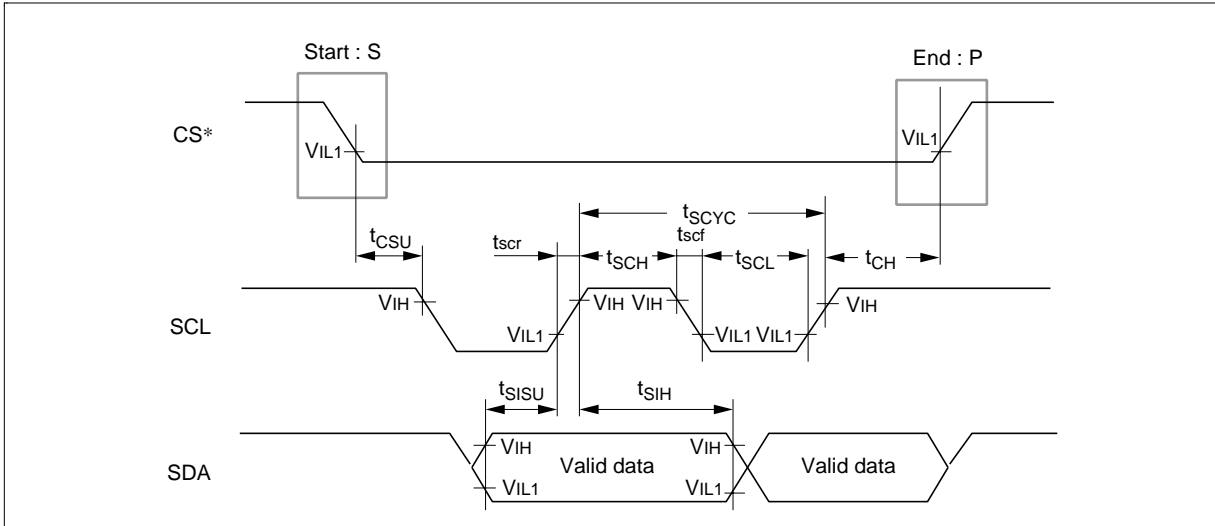 Start : S
End : P
CS*
VIL1
VIL1
tSCYC
tCSU
tscr
tSCH
tscf
tSCL
tCH
SCL
VIH
VIL1
VIH
VIH
VIL1
VIL1
VIH
tSISU
tSIH
SDA
VIH
VIL1
Valid data
VIH
VIL1
Valid data